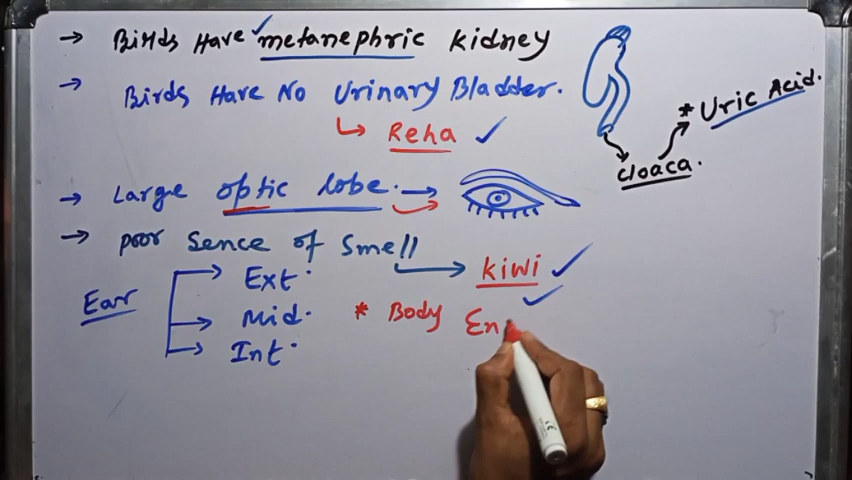 → Birds Have metanephric Kidney
→ Birds Have No Urinary Bladder.
Reha
* Uric Acid.
cloaca.
→ Large optic lobe.
→ Poor Sence of Smell
Kiwi
Ear
Ext.
Mid.
Int.
* Body En